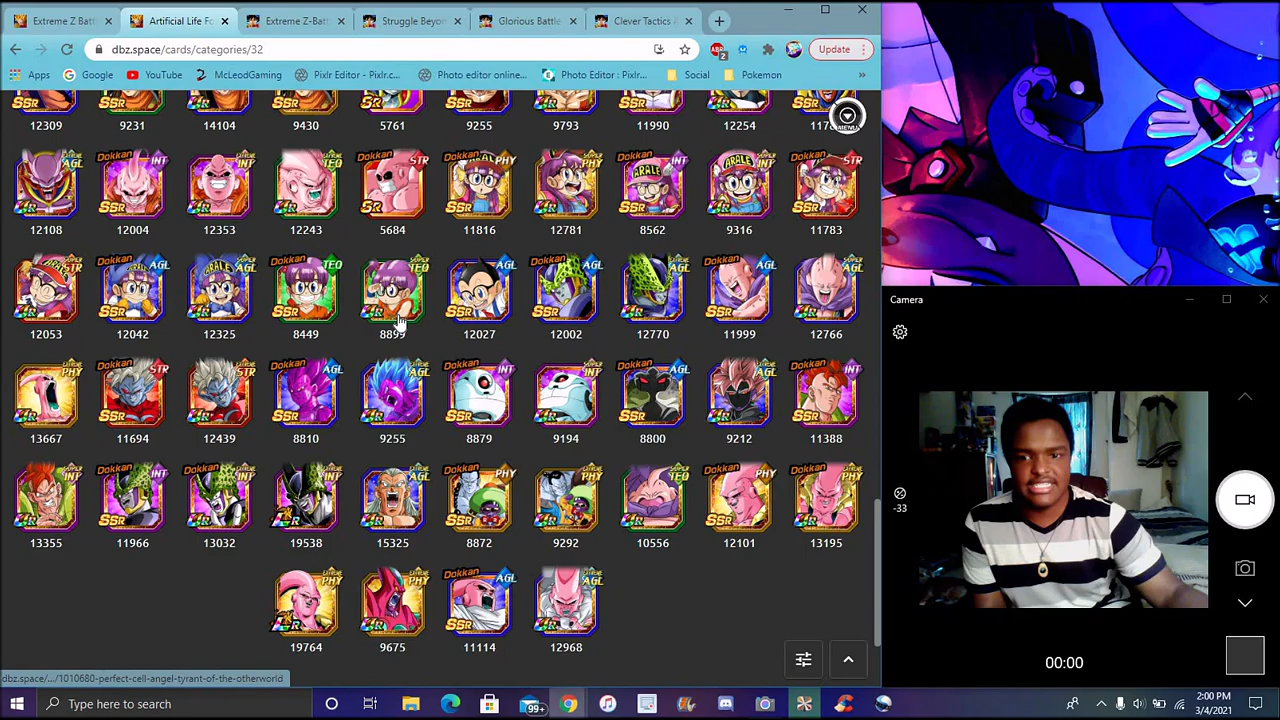 Extreme Z Batt
Artificial Life Fo
Extreme Z-Batt
Struggle Beyon
Glorious Battle
Clever Tactics A
dbz.space/cards/categories/32
2
Update
Apps
Google
YouTube
McLeodGaming
Pixlr Editor - Pixlr.c...
Photo editor online...
Photo Editor : Pixlr...
Social
Pokemon
MENU
12309 9231 14104 9430 5761 9255 9793 11990 12254
12108 12004 12353 12243 5684 11816 12781 8562 9316 11783
12053 12042 12325 8449 8899 12027 12002 12770 11999 12766
13667 11694 12439 8810 9255 8879 9194 8800 9212 11388
13355 11966 13032 19538 15325 8872 9292 10556 12101 13195
19764 9675 11114 12968
dbz.space/.../1010680-perfect-cell-angel-tyrant-of-the-otherworld
Camera
-33
00:00
Type here to search
99+
2:00 PM
3/4/2021